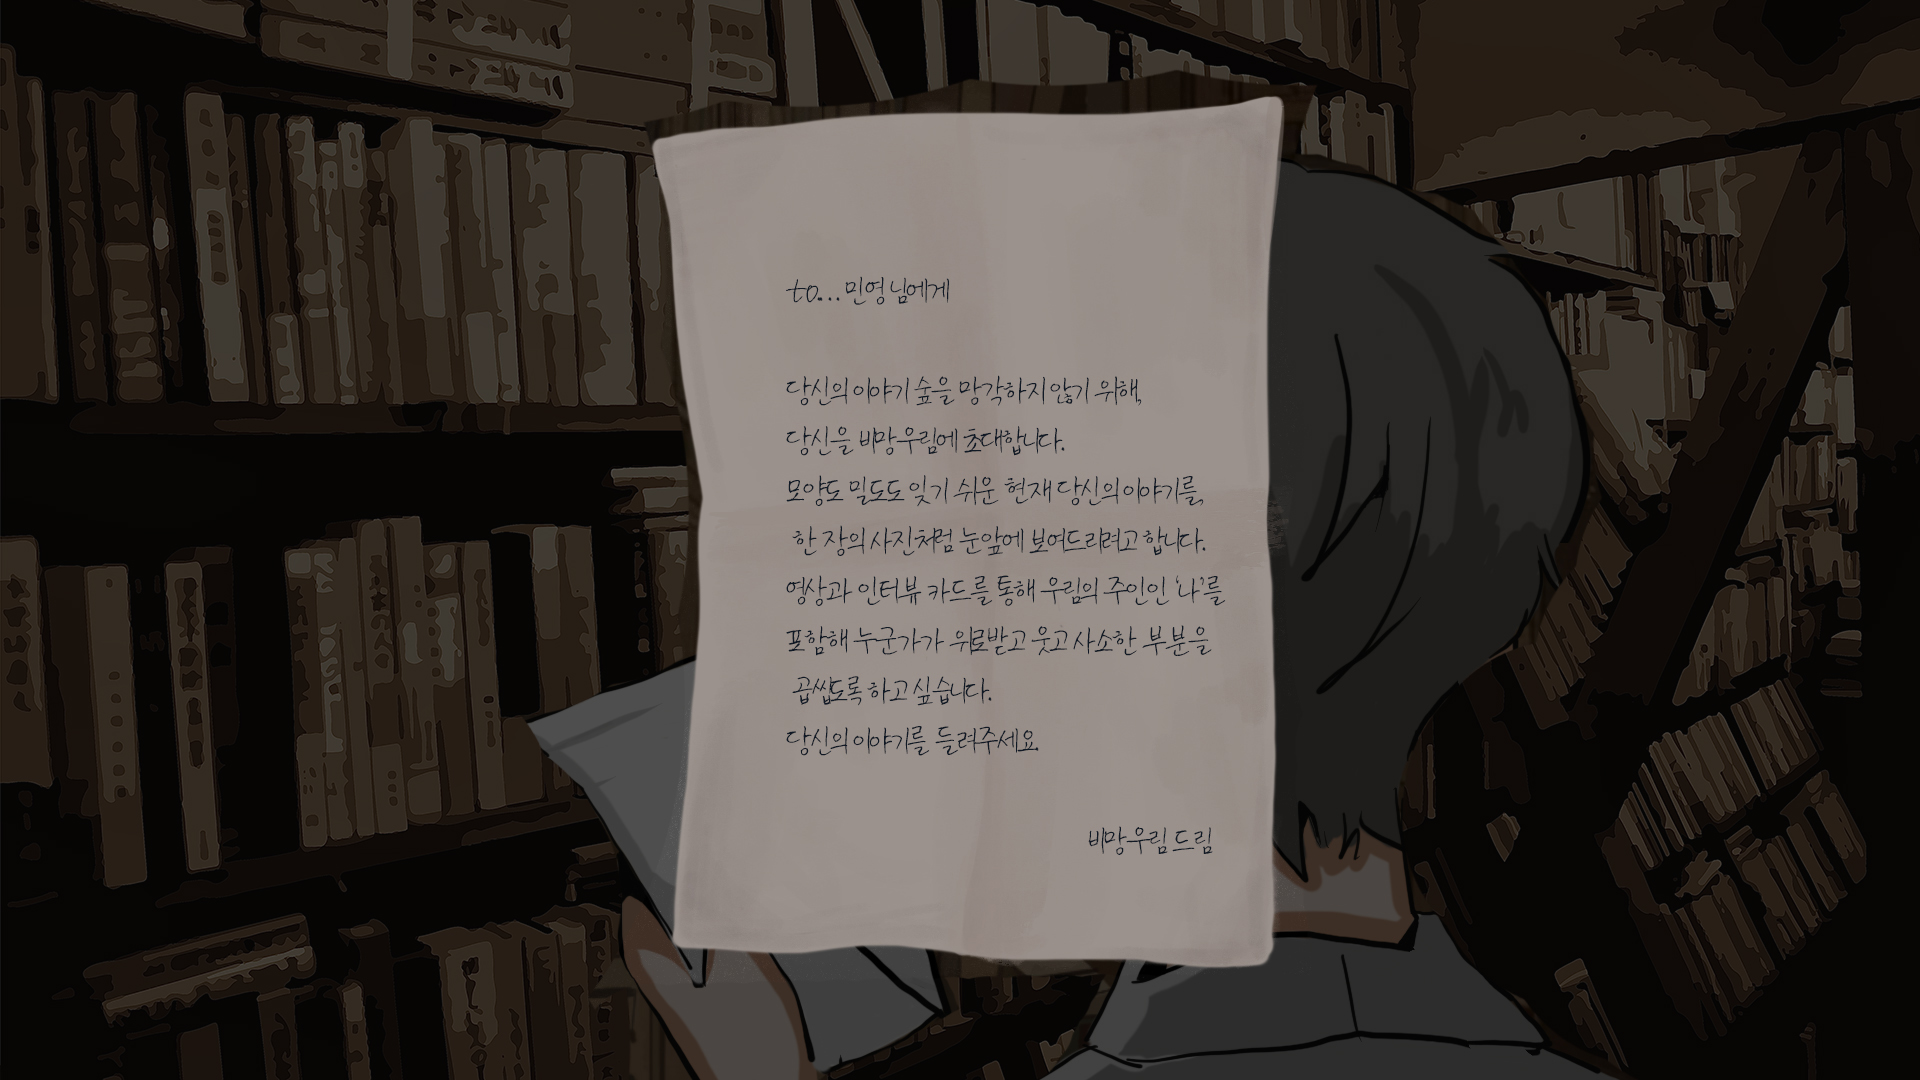 to... 민영 님에게
당신의 이야기 숲을 망각하지 않기 위해,
당신을 비망우림에 초대합니다.
모양도 밀도도 잊기 쉬운 현재 당신의 이야기를,
한 장의 사진처럼 눈앞에 보여드리려고 합니다.
영상과 인터뷰 카드를 통해 우림의 주인인 '나'를
포함해 누군가가 위로받고 웃고 사소한 부분을
곱씹도록 하고 싶습니다.
당신의 이야기를 들려주세요.
비망우림 드림